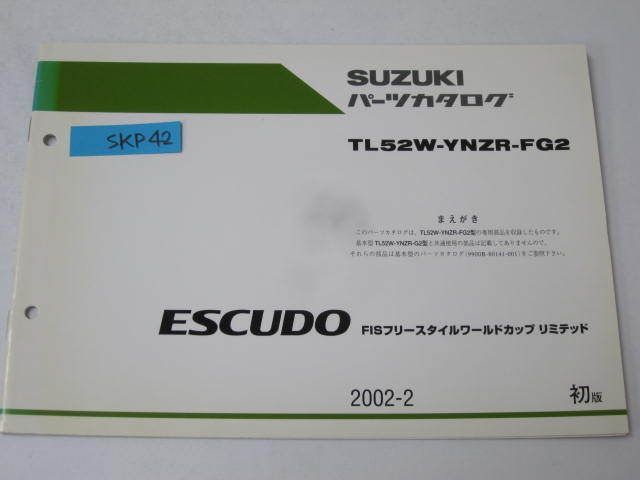 SUZUKI
パーツカタログ
SKP42
TL52W-YNZR-FG2
まえがき
このパーツカタログは、TL52W-YNZR-FG2型の専用部品を収録したものです。
基本型TL52W-YNZR-G2型と共通使用の部品は記載してありませんので、
それらの部品は基本型のパーツカタログ(9900B-80141-001)をご参照下さい。
ESCUDO FISフリースタイルワールドカップ リミテッド
2002-2 初版